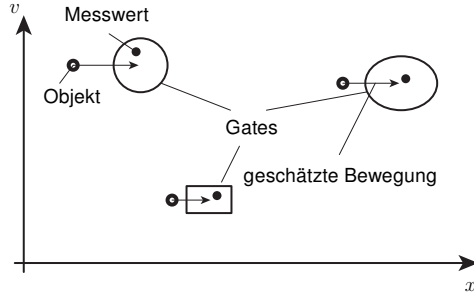 v
Messwert
Objekt
Gates
geschätzte Bewegung
x